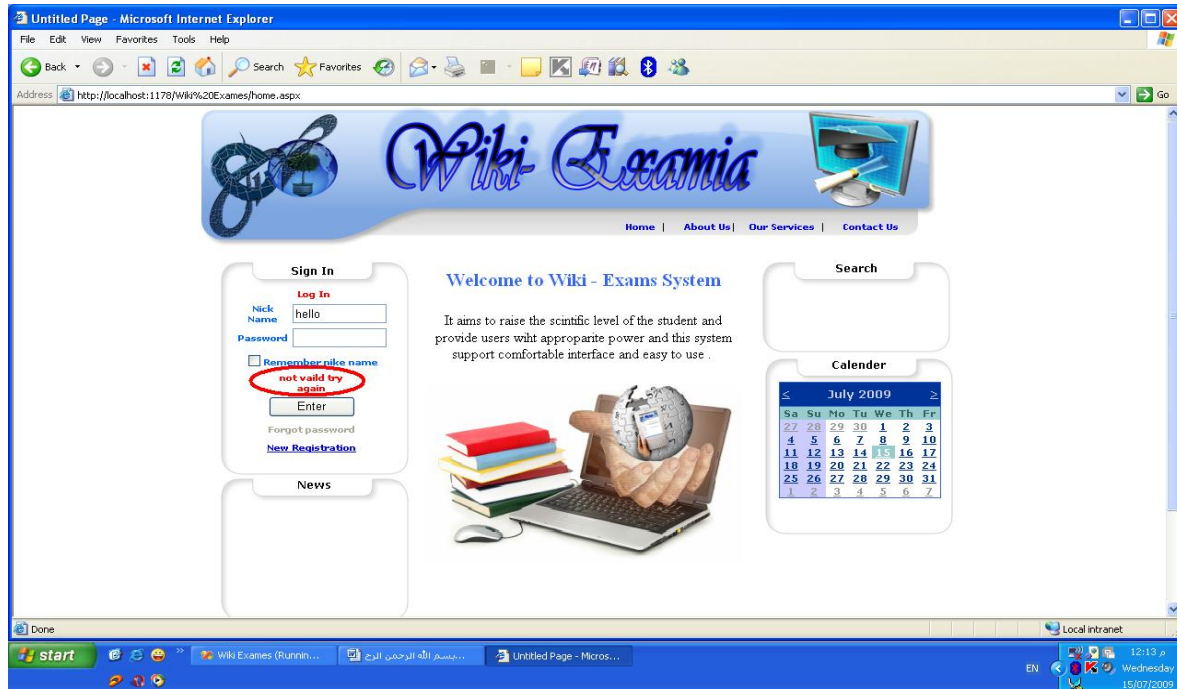 Untitled Page - Microsoft Internet Explorer
File Edit View Favorites Tools Help
Back Search Favorites
Address http://localhost:1178/Wiki%20Exames/home.aspx Go
Wiki- Examia
Home | About Us| Our Services | Contact Us
Sign In
Log In
Nick Name hello
Password
Remember nike name
not vaild try
again
Enter
Forgot password
New Registration
News
Welcome to Wiki - Exams System
It aims to raise the scintific level of the student and
provide users wiht approparite power and this system
support comfortable interface and easy to use .
Search
Calender
< July 2009 >
Sa Su Mo Tu We Th Fr
27 28 29 30 1 2 3
4 5 6 7 8 9 10
11 12 13 14 15 16 17
18 19 20 21 22 23 24
25 26 27 28 29 30 31
1 2 3 4 5 6 7
Done Local intranet
start Wiki Exames (Runnin... بسم الله الرحمن الرح... Untitled Page - Micros... EN 12:13 م
Wednesday
15/07/2009